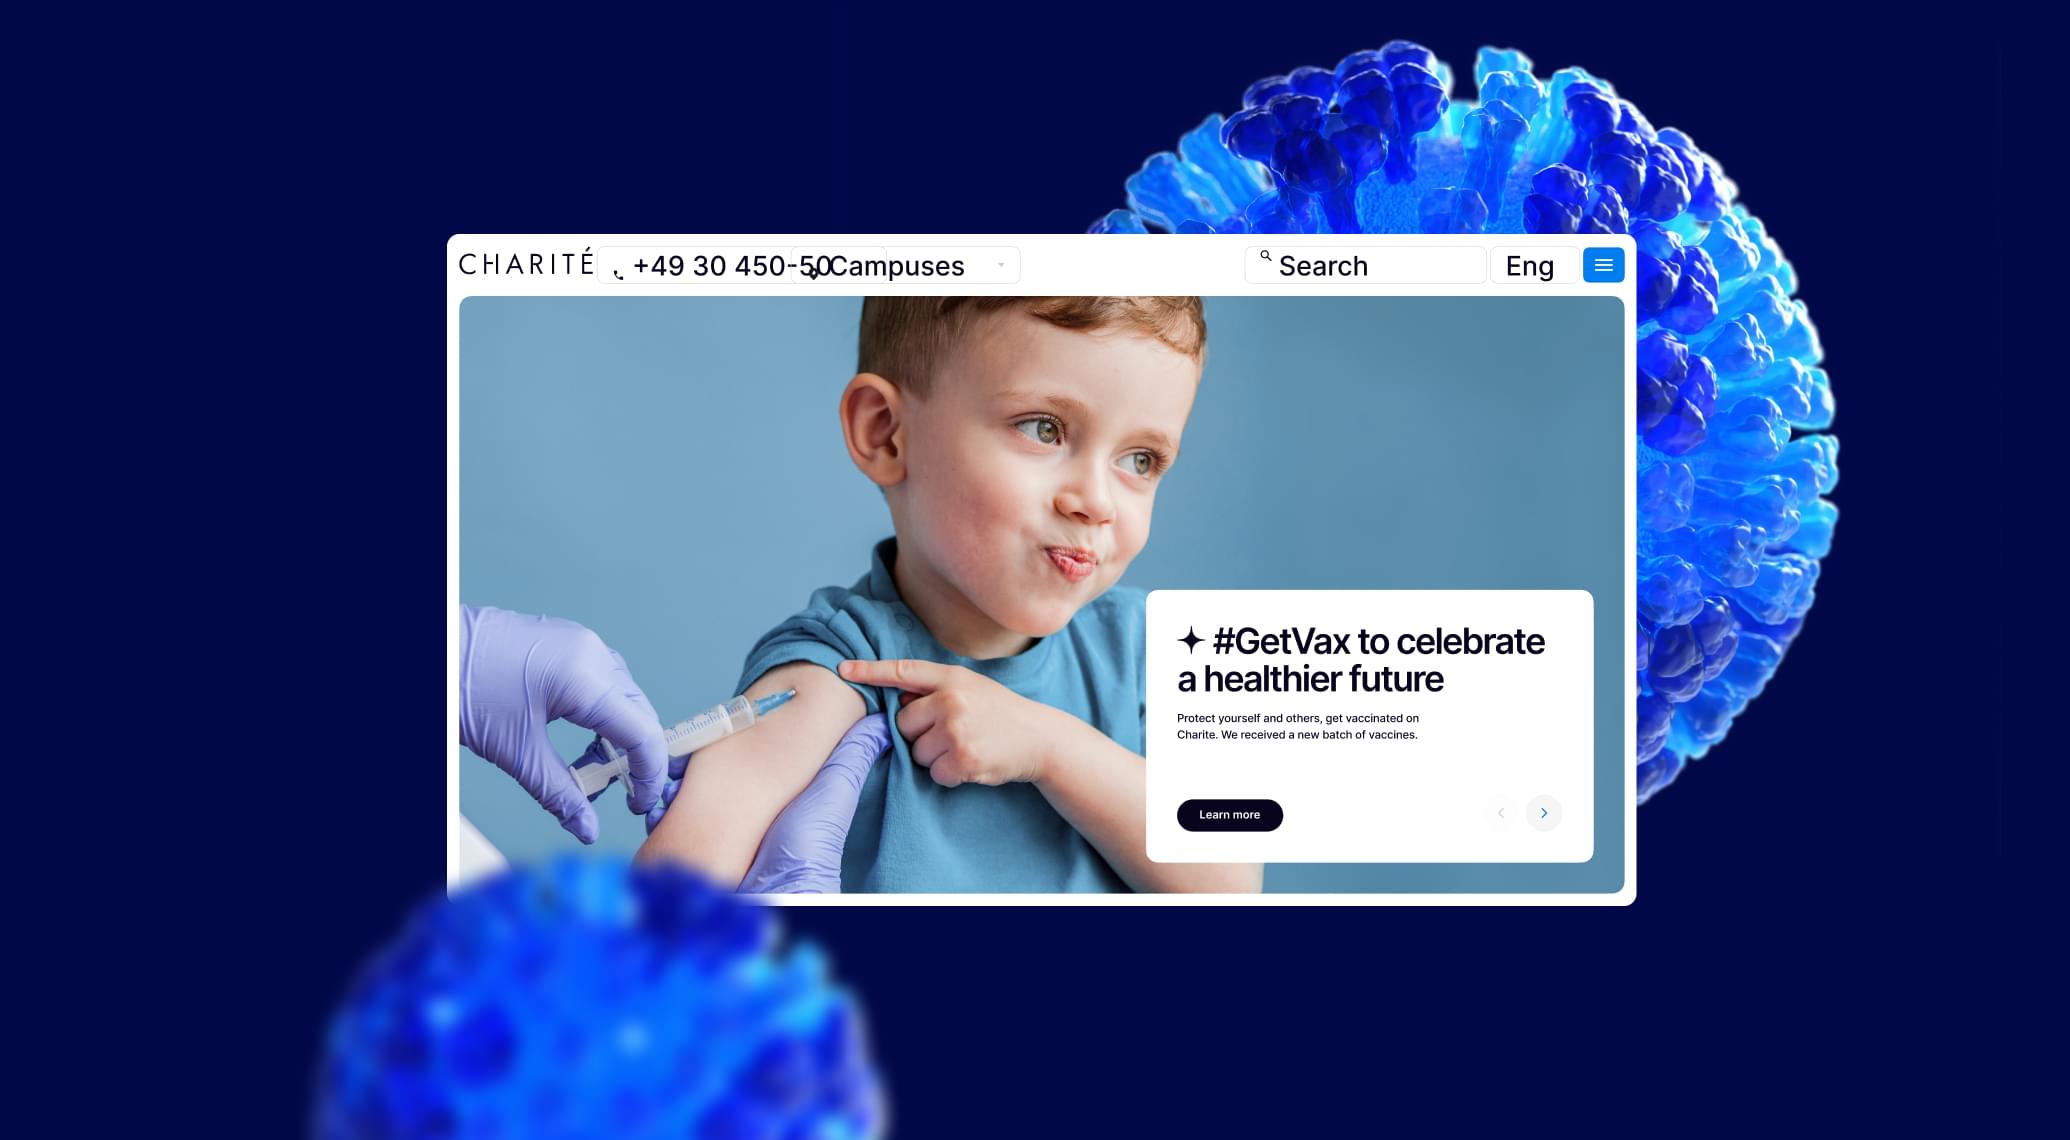 CHARITÉ
+49 30 450-50
Campuses
Search
Eng
#GetVax to celebrate
a healthier future
Protect yourself and others, get vaccinated on
Charite. We received a new batch of vaccines.
Learn more